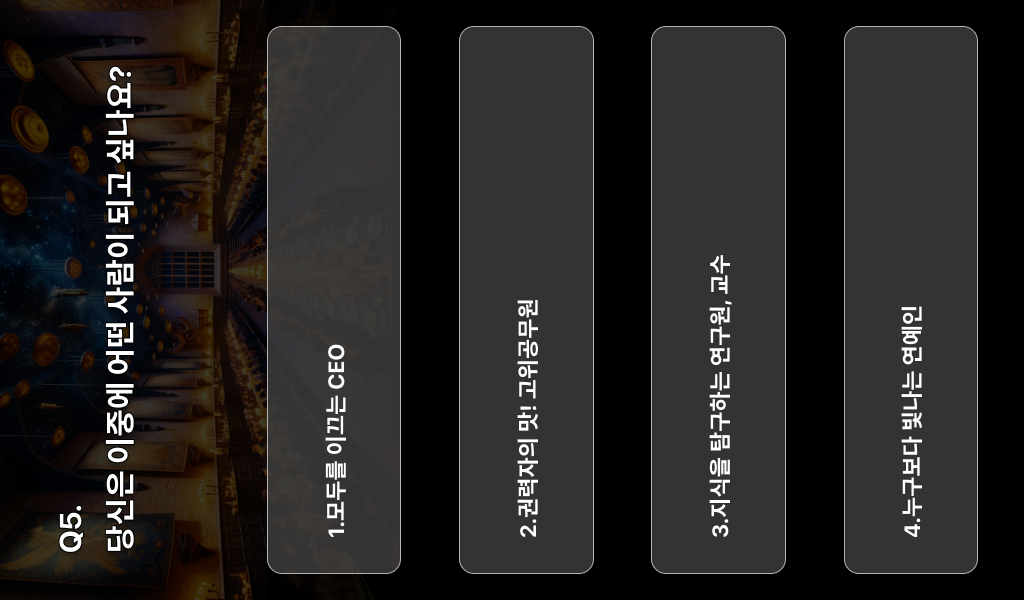 Q5.
당신은 이중에 어떤 사람이 되고 싶나요?
1.모두를 이끄는 CEO
2.권력자의 맛! 고위공무원
3.지식을 탐구하는 연구원, 교수
4.누구보다 빛나는 연예인